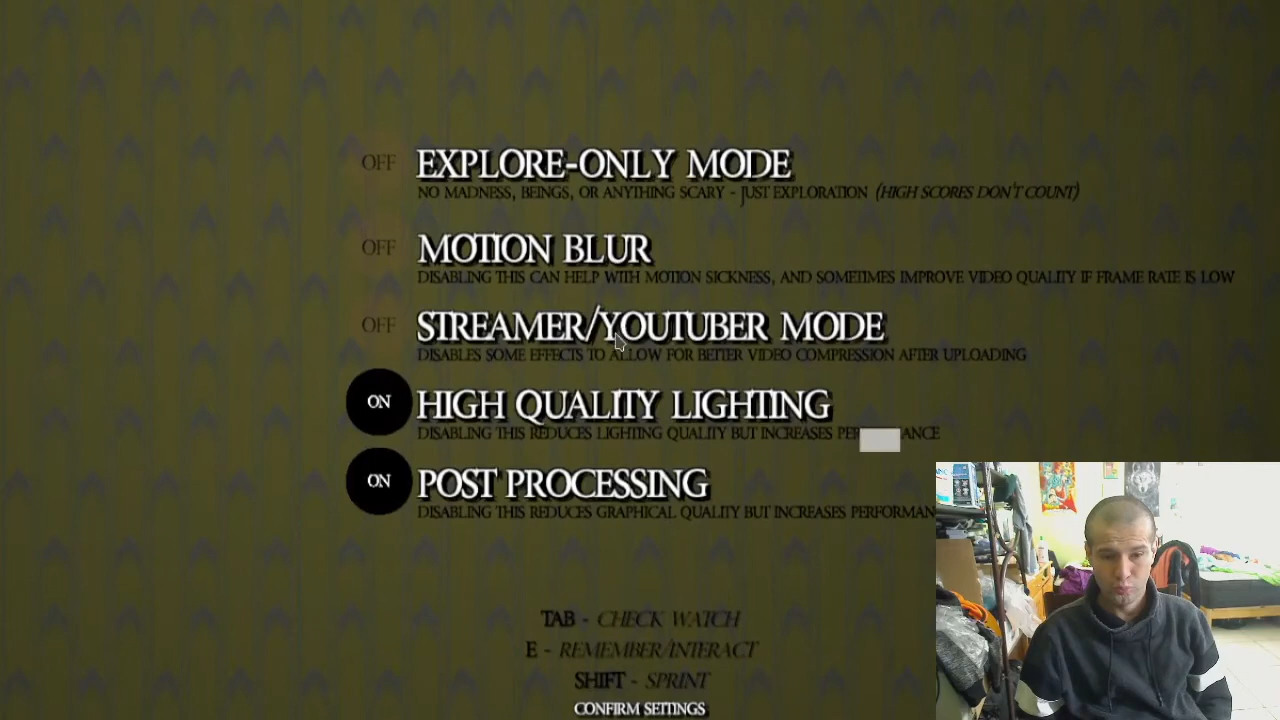 OFF EXPLORE-ONLY MODE
NO MADNESS, BEINGS, OR ANYTHING SCARY - JUST EXPLORATION (HIGH SCORES DON'T COUNT)
OFF MOTION BLUR
DISABLING THIS CAN HELP WITH MOTION SICKNESS, AND SOMETIMES IMPROVE VIDEO QUALITY IF FRAME RATE IS LOW
OFF STREAMER/YOUTUBER MODE
DISABLES SOME EFFECTS TO ALLOW FOR BETTER VIDEO COMPRESSION AFTER UPLOADING
ON HIGH QUALITY LIGHTING
DISABLING THIS REDUCES LIGHTING QUALITY BUT INCREASES
ON POST PROCESSING
DISABLING THIS REDUCES GRAPHICAL QUALITY BUT INCREASES
TAB - CHECK WATCH
E - REMEMBER/INTERACT
SHIFT - SPRINT
CONFIRM SETTINGS